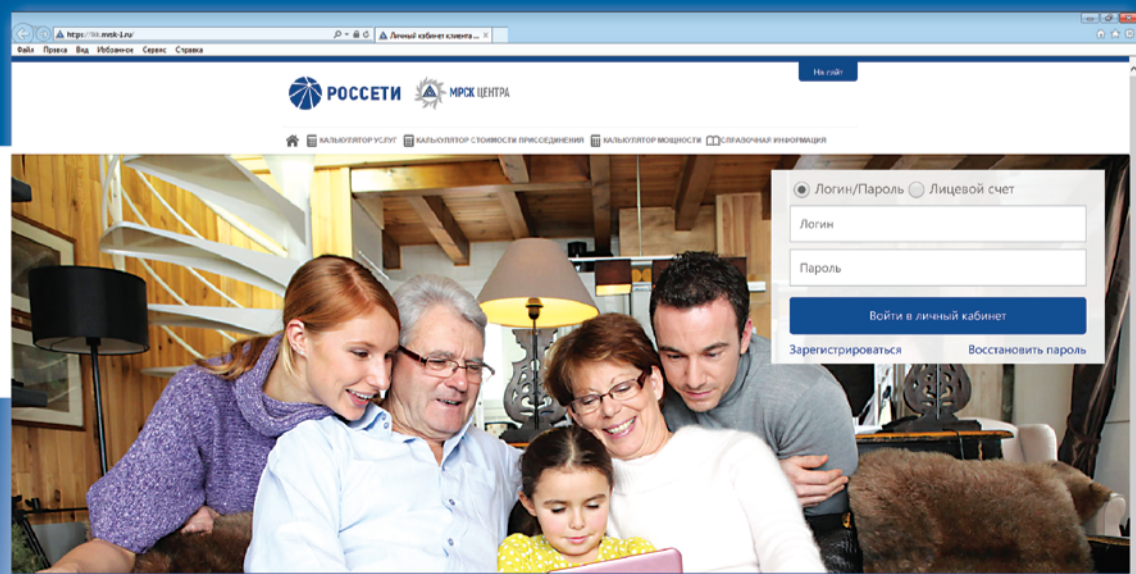 https://lkk.mrsk-1.ru/
Личный кабинет клиента ...
Файл Правка Вид Избранное Сервис Справка
На сайт
РОССЕТИ МРСК ЦЕНТРА
КАЛЬКУЛЯТОР УСЛУГ КАЛЬКУЛЯТОР СТОИМОСТИ ПРИСОЕДИНЕНИЯ КАЛЬКУЛЯТОР МОЩНОСТИ СПРАВОЧНАЯ ИНФОРМАЦИЯ
Логин/Пароль Лицевой счет
Логин
Пароль
Войти в личный кабинет
Зарегистрироваться Восстановить пароль